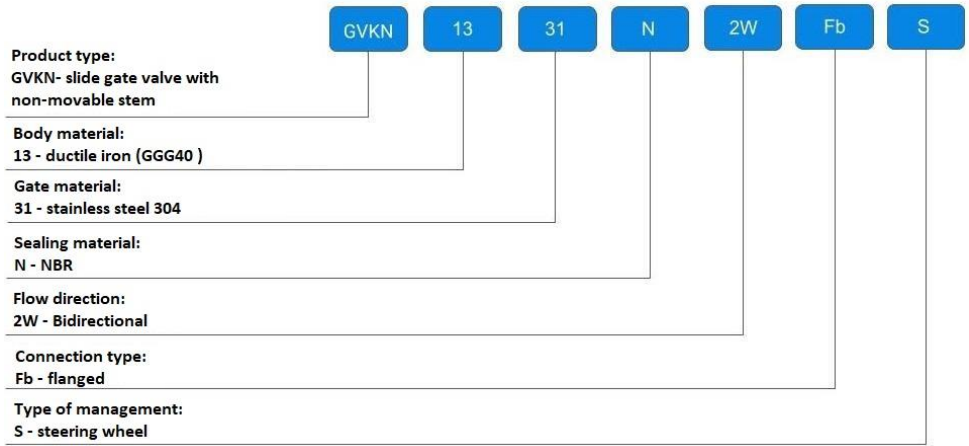 GVKN 13 31 N 2W Fb S
Product type:
GVKN- slide gate valve with
non-movable stem
Body material:
13 - ductile iron (GGG40 )
Gate material:
31 - stainless steel 304
Sealing material:
N - NBR
Flow direction:
2W - Bidirectional
Connection type:
Fb - flanged
Type of management:
S - steering wheel